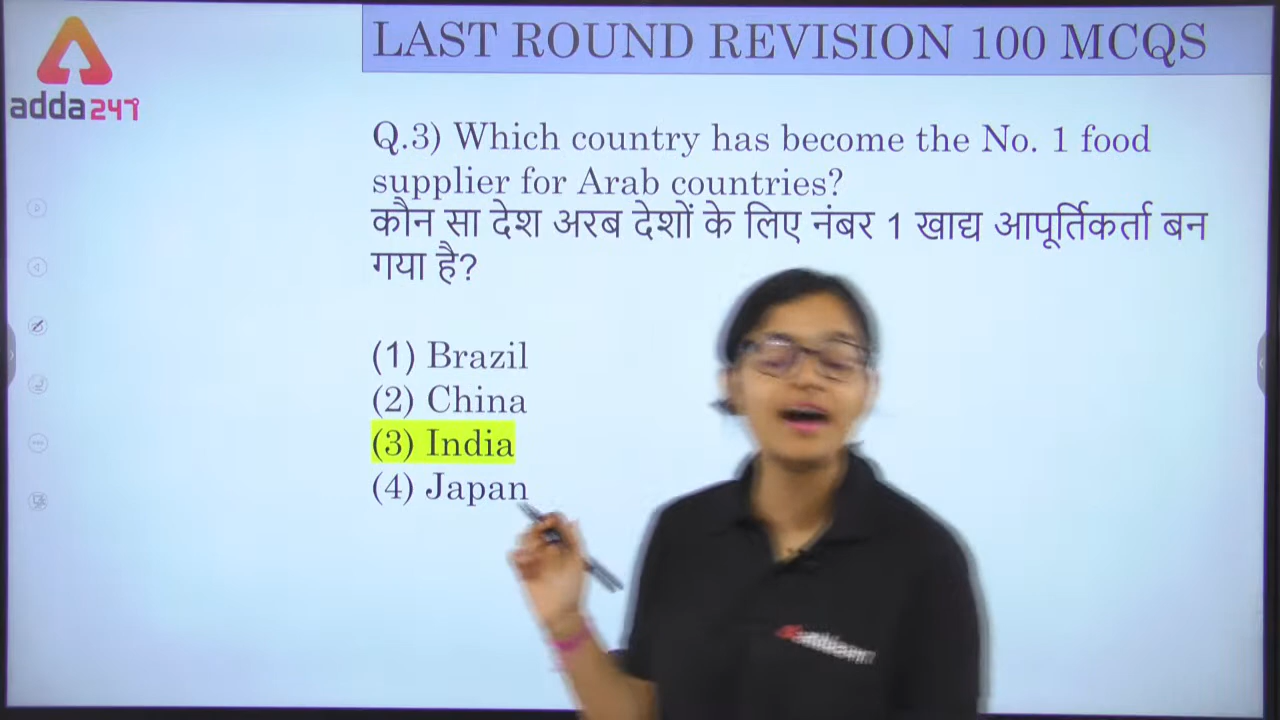 LAST ROUND REVISION 100 MCQS
adda247
Q.3) Which country has become the No. 1 food
supplier for Arab countries?
कौन सा देश अरब देशों के लिए नंबर 1 खाद्य आपूर्तिकर्ता बन
गया है?
(1) Brazil
(2) China
(3) India
(4) Japan